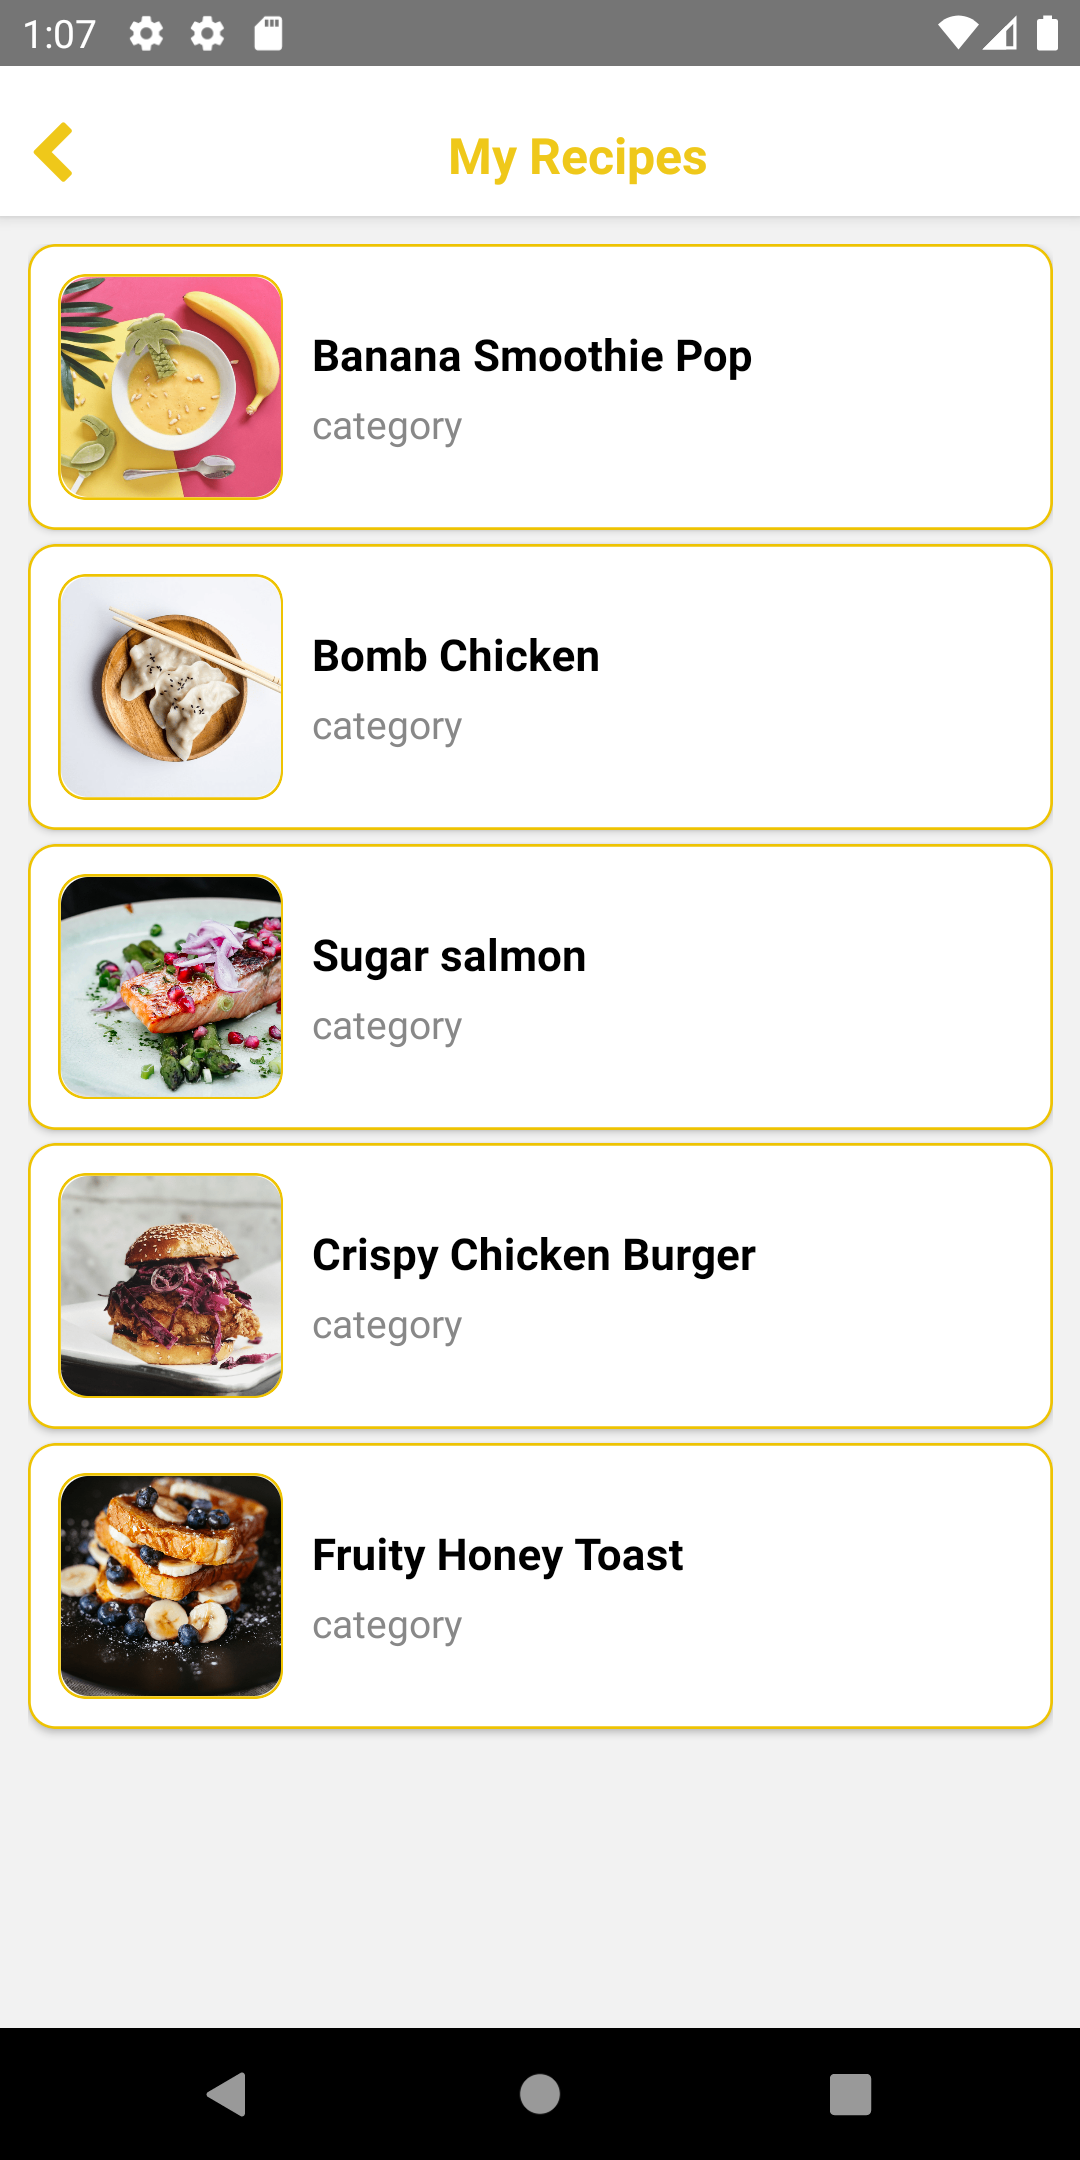 1:07
My Recipes
Banana Smoothie Pop
category
Bomb Chicken
category
Sugar salmon
category
Crispy Chicken Burger
category
Fruity Honey Toast
category